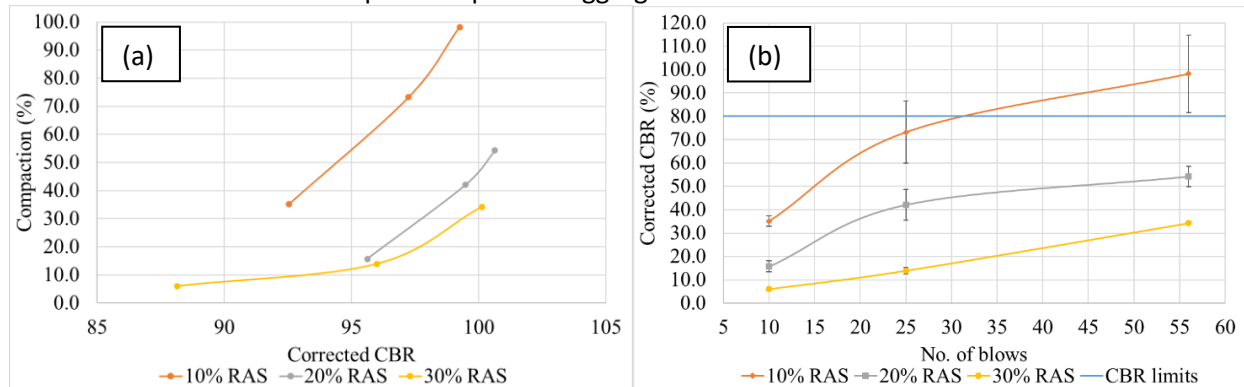 (a)
Compaction (%)
100.0
90.0
80.0
70.0
60.0
50.0
40.0
30.0
20.0
10.0
0.0
85 90 95 100 105
Corrected CBR
10% RAS 20% RAS 30% RAS
(b)
Corrected CBR (%)
120.0
110.0
100.0
90.0
80.0
70.0
60.0
50.0
40.0
30.0
20.0
10.0
0.0
5 10 15 20 25 30 35 40 45 50 55 60
No. of blows
10% RAS 20% RAS 30% RAS CBR limits